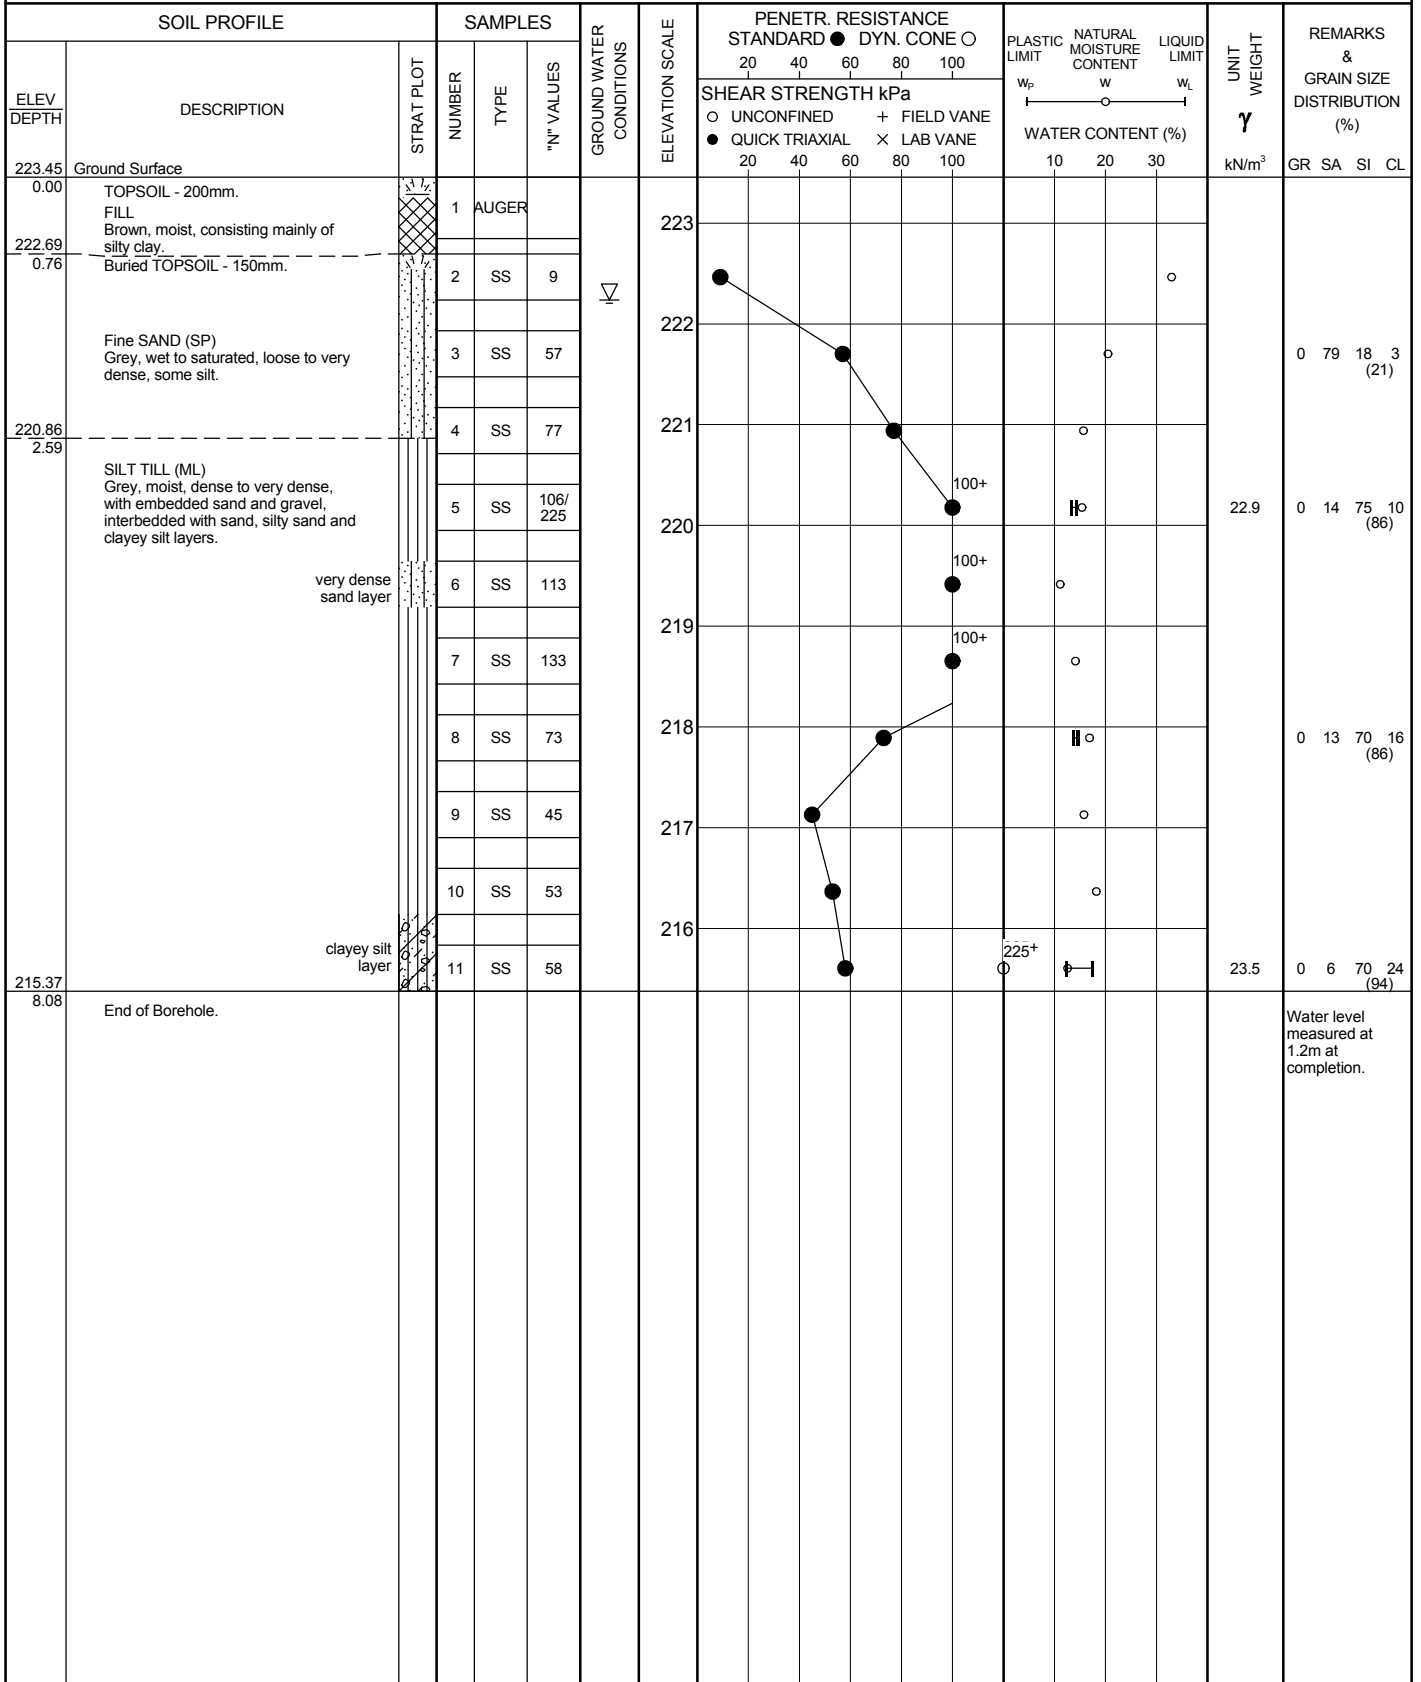 SOIL PROFILE
SAMPLES
GROUND WATER
CONDITIONS
ELEVATION SCALE
PENETR. RESISTANCE
STANDARD ● DYN. CONE ○
20 40 60 80 100
SHEAR STRENGTH kPa
○ UNCONFINED + FIELD VANE
● QUICK TRIAXIAL × LAB VANE
20 40 60 80 100
PLASTIC
LIMIT
NATURAL
MOISTURE
CONTENT
LIQUID
LIMIT
WP W WL
WATER CONTENT (%)
10 20 30
UNIT
WEIGHT
γ
kN/m³
REMARKS
&
GRAIN SIZE
DISTRIBUTION
(%)
GR SA SI CL
ELEV
DEPTH
DESCRIPTION
STRAT PLOT
NUMBER
TYPE
"N" VALUES
223.45 Ground Surface
0.00
TOPSOIL - 200mm.
FILL
Brown, moist, consisting mainly of
silty clay.
1 AUGER
223
222.69
0.76
Buried TOPSOIL - 150mm.
2 SS 9
222
Fine SAND (SP)
Grey, wet to saturated, loose to very
dense, some silt.
3 SS 57
0 79 18 3
(21)
221
220.86
2.59
4 SS 77
SILT TILL (ML)
Grey, moist, dense to very dense,
with embedded sand and gravel,
interbedded with sand, silty sand and
clayey silt layers.
5 SS 106/
225
100+
22.9
0 14 75 10
(86)
220
very dense
sand layer
6 SS 113
100+
219
7 SS 133
100+
218
8 SS 73
0 13 70 16
(86)
9 SS 45
217
10 SS 53
216
clayey silt
layer
11 SS 58
225+
23.5
0 6 70 24
(94)
215.37
8.08
End of Borehole.
Water level
measured at
1.2m at
completion.